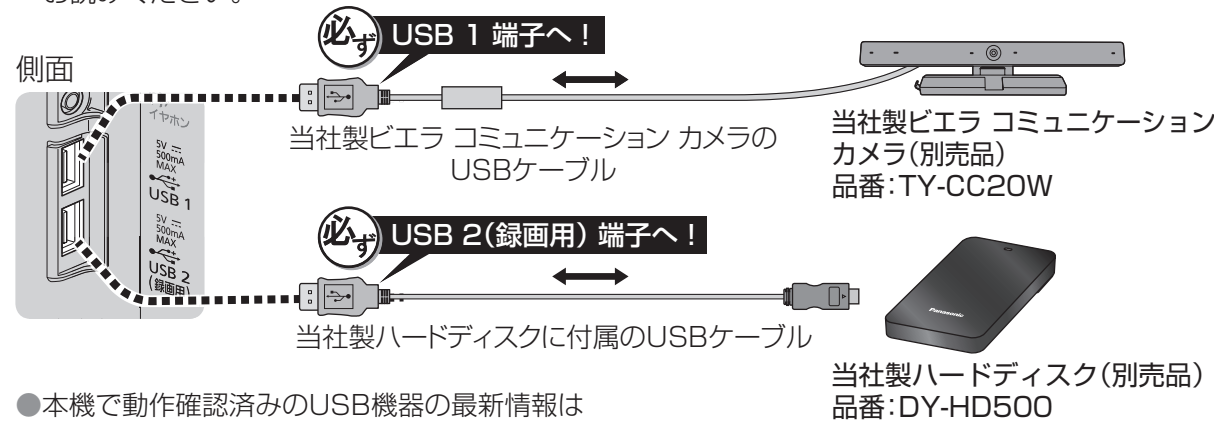 お読みください。
必ず USB 1 端子へ！
側面
イヤホン
5V ⎓
500mA
MAX
USB 1
当社製ビエラ コミュニケーション カメラの
USBケーブル
当社製ビエラ コミュニケーション
カメラ（別売品）
品番：TY-CC20W
5V ⎓
500mA
MAX
USB 2
（録画用）
必ず USB 2（録画用）端子へ！
当社製ハードディスクに付属のUSBケーブル
Panasonic
当社製ハードディスク（別売品）
品番：DY-HD500
●本機で動作確認済みのUSB機器の最新情報は